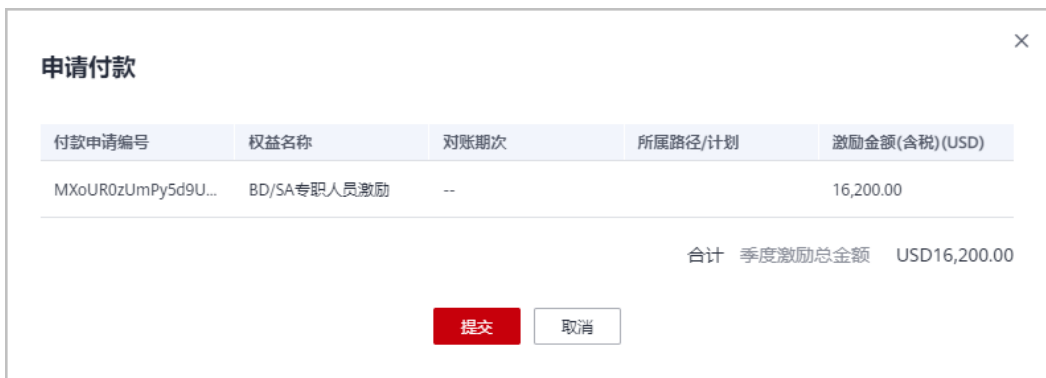 申请付款
付款申请编号 权益名称 对账期次 所属路径/计划 激励金额(含税)(USD)
MXoUR0zUmPy5d9U... BD/SA专职人员激励 -- 16,200.00
合计 季度激励总金额 USD16,200.00
提交 取消